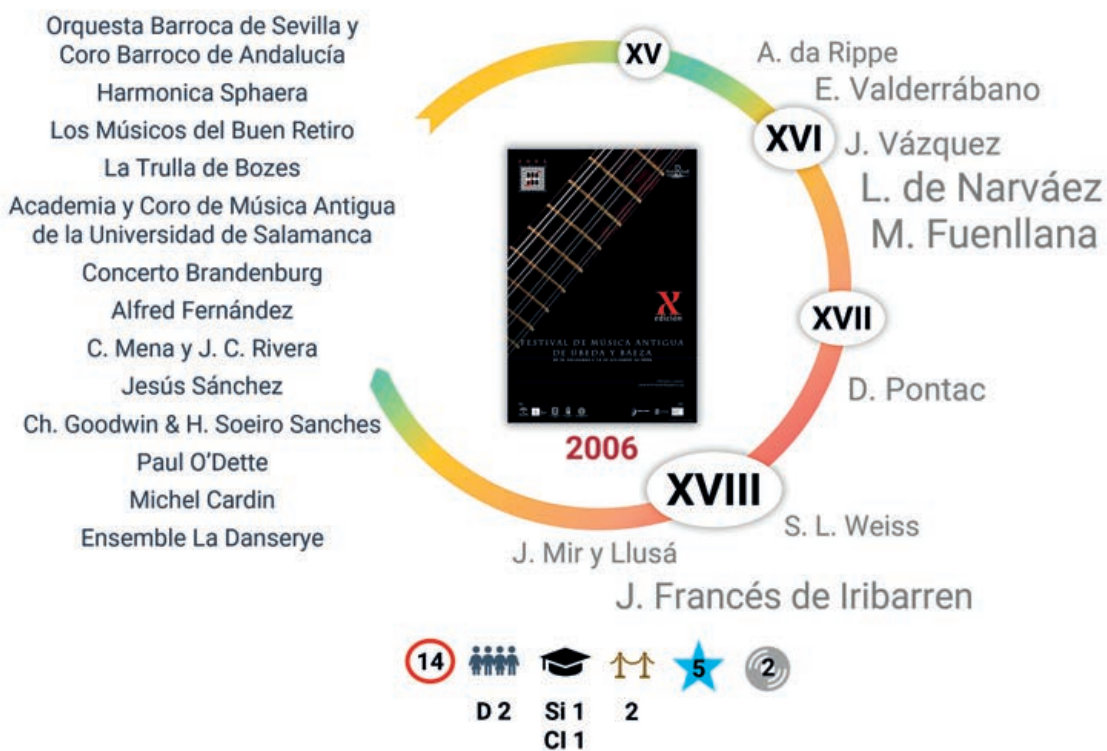 Orquesta Barroca de Sevilla y
Coro Barroco de Andalucía
Harmonica Sphaera
Los Músicos del Buen Retiro
La Trulla de Bozes
Academia y Coro de Música Antigua
de la Universidad de Salamanca
Concerto Brandenburg
Alfred Fernández
C. Mena y J. C. Rivera
Jesús Sánchez
Ch. Goodwin & H. Soeiro Sanches
Paul O'Dette
Michel Cardin
Ensemble La Danserye
XV
A. da Rippe
E. Valderrábano
XVI
J. Vázquez
L. de Narváez
M. Fuenllana
XVII
D. Pontac
XVIII
S. L. Weiss
J. Mir y Llusá
J. Francés de Iribarren
X
edición
FESTIVAL DE MÚSICA ANTIGUA
DE ÚBEDA Y BAEZA
2006
14
5
2
D 2
Si 1
2
CI 1